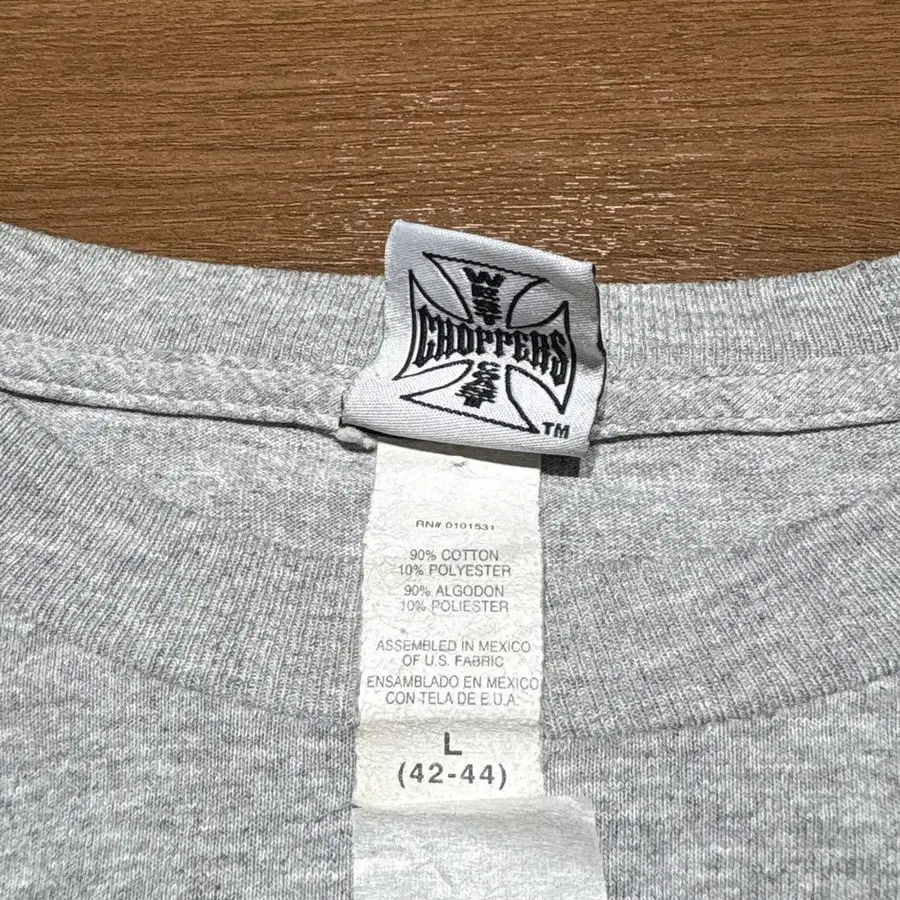 WEST
CHOPPERS
COAST
TM
RN# 0101531
90% COTTON
10% POLYESTER
90% ALGODON
10% POLIESTER
ASSEMBLED IN MEXICO
OF U.S. FABRIC
ENSAMBLADO EN MEXICO
CON TELA DE E.U.A.
L
(42-44)